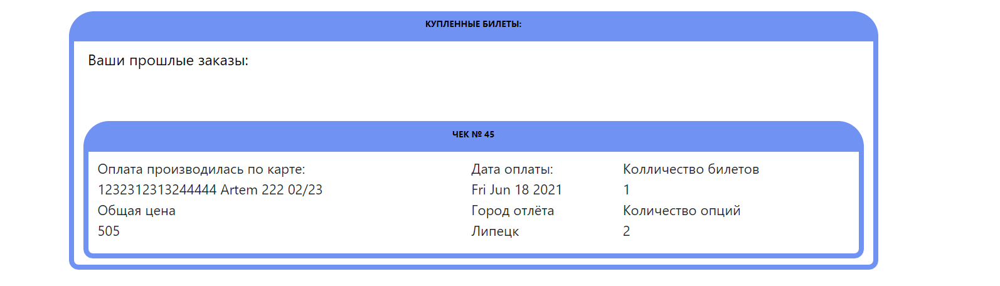 КУПЛЕННЫЕ БИЛЕТЫ:
Ваши прошлые заказы:
ЧЕК № 45
Оплата производилась по карте: Дата оплаты: Колличество билетов
1232312313244444 Artem 222 02/23 Fri Jun 18 2021 1
Общая цена Город отлёта Количество опций
505 Липецк 2